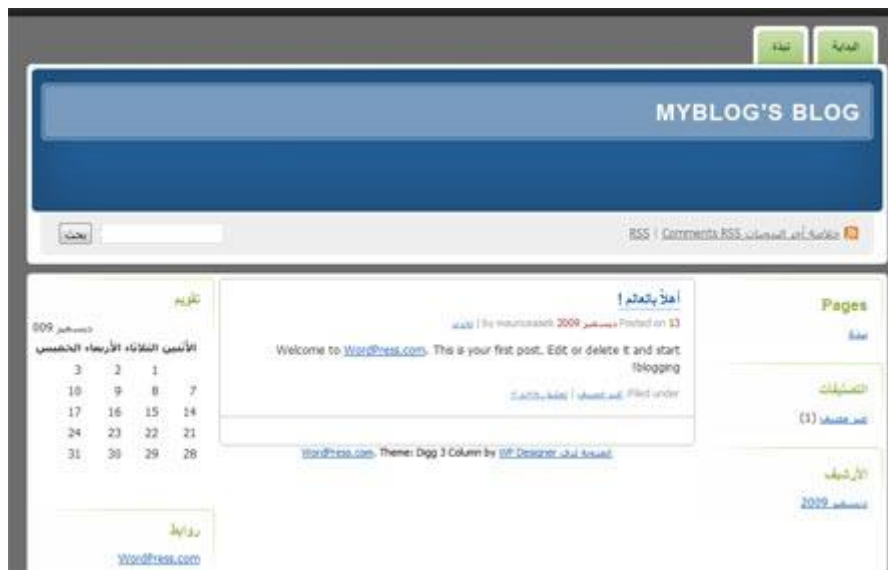 البداية
نبذة
MYBLOG'S BLOG
خلاصة آخر التدوينات RSS | Comments RSS
بحث
Pages
نبذة
التصنيفات
غير مصنف (1)
الأرشيف
ديسمبر 2009
أهلاً بالعالم !
Posted on 13 ديسمبر 2009 by | تحرير
Welcome to WordPress.com. This is your first post. Edit or delete it and start
!blogging
Filed under: غير مصنف |
WordPress.com. Theme: Digg 3 Column by WP Designer
تقويم
ديسمبر 009
الأثنين الثلاثاء الأربعاء الخميس
1 2 3
7 8 9 10
14 15 16 17
21 22 23 24
28 29 30 31
روابط
WordPress.com